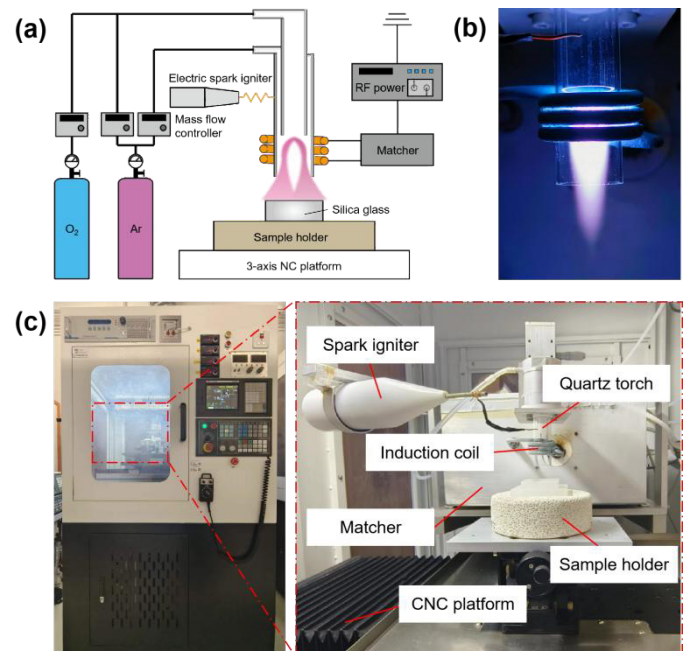 (a)
Electric spark igniter
Mass flow
controller
O₂
Ar
RF power
Matcher
Silica glass
Sample holder
3-axis NC platform
(b)
(c)
Spark igniter
Quartz torch
Induction coil
Matcher
Sample holder
CNC platform